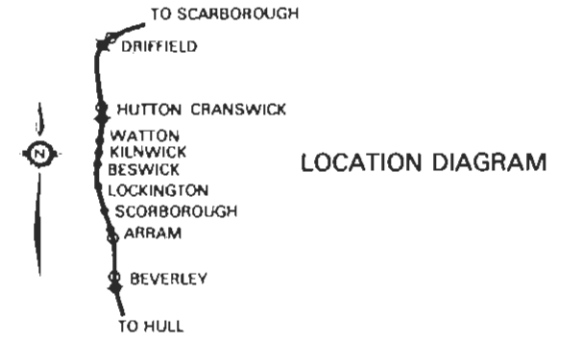 TO SCARBOROUGH
DRIFFIELD
HUTTON CRANSWICK
WATTON
KILNWICK
BESWICK
LOCKINGTON
SCORBOROUGH
ARRAM
BEVERLEY
TO HULL
N
LOCATION DIAGRAM